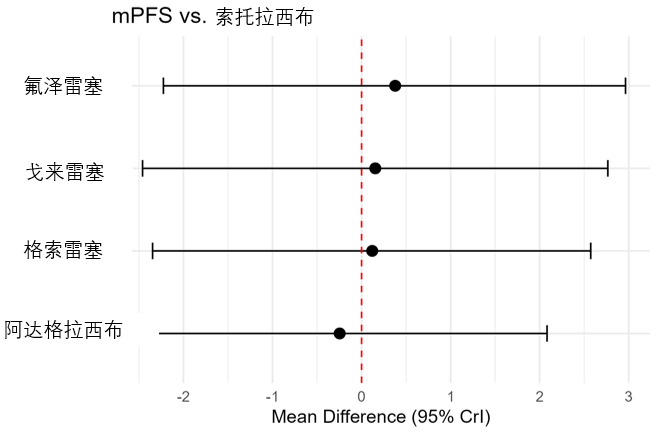 mPFS vs. 索托拉西布
氟泽雷塞
戈来雷塞
格索雷塞
阿达格拉西布
-2 -1 0 1 2 3
Mean Difference (95% CrI)